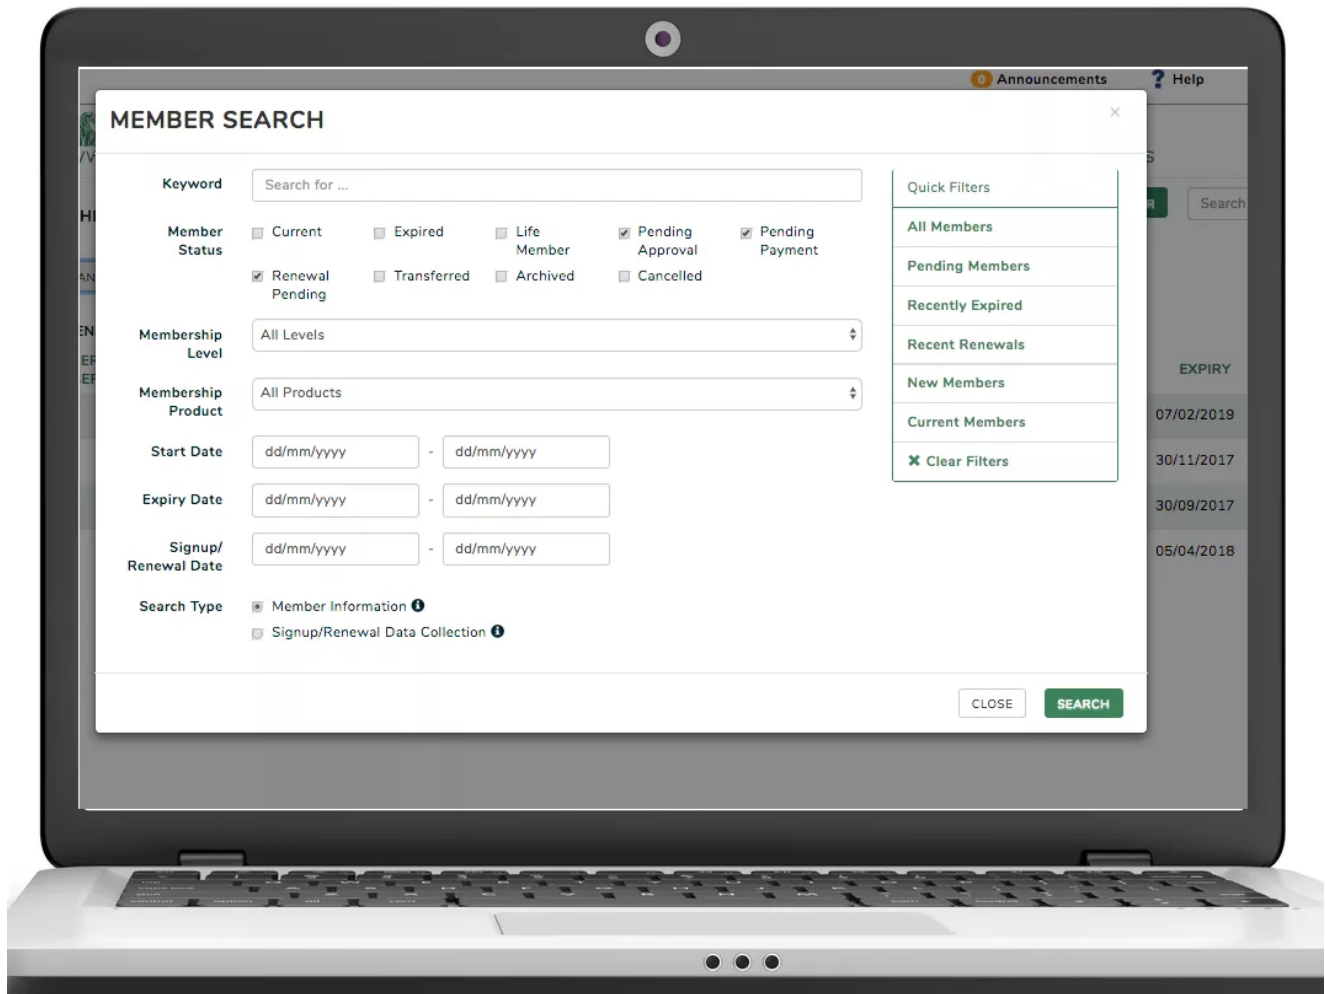 0 Announcements
? Help
MEMBER SEARCH
×
Keyword
Search for ...
Member
Status
Current
Expired
Life
Member
Pending
Approval
Pending
Payment
Renewal
Pending
Transferred
Archived
Cancelled
Membership
Level
All Levels
Membership
Product
All Products
Start Date
dd/mm/yyyy - dd/mm/yyyy
Expiry Date
dd/mm/yyyy - dd/mm/yyyy
Signup/
Renewal Date
dd/mm/yyyy - dd/mm/yyyy
Search Type
Member Information
Signup/Renewal Data Collection
Quick Filters
All Members
Pending Members
Recently Expired
Recent Renewals
New Members
Current Members
Clear Filters
CLOSE
SEARCH
Search
EXPIRY
07/02/2019
30/11/2017
30/09/2017
05/04/2018